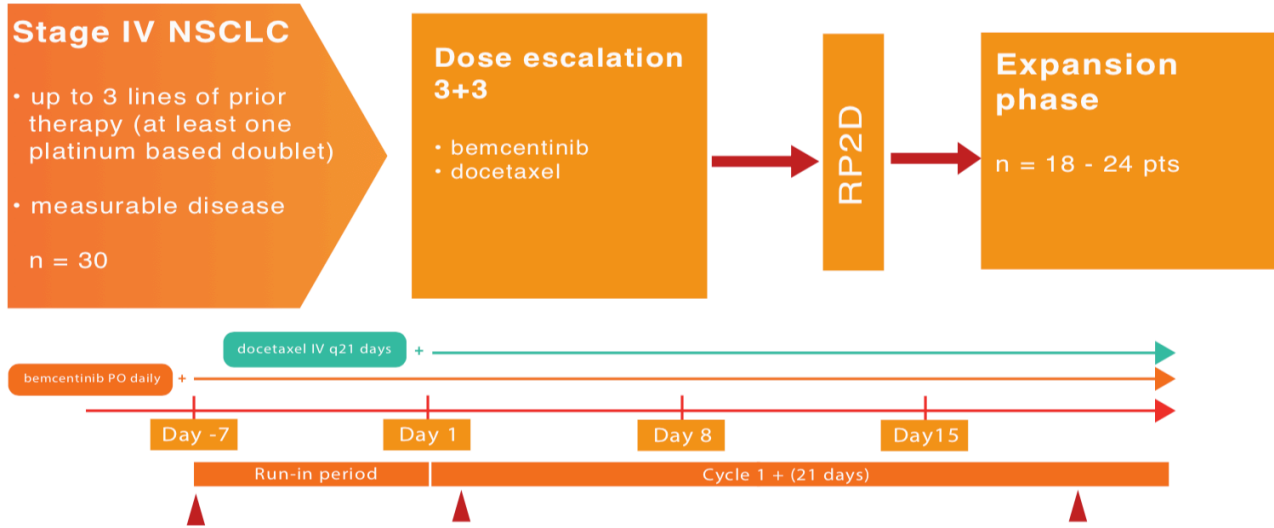 Stage IV NSCLC
• up to 3 lines of prior
therapy (at least one
platinum based doublet)
• measurable disease
n = 30
Dose escalation
3+3
• bemcentinib
• docetaxel
RP2D
Expansion
phase
n = 18 - 24 pts
docetaxel IV q21 days +
bemcentinib PO daily +
Day -7
Day 1
Day 8
Day15
Run-in period
Cycle 1 + (21 days)